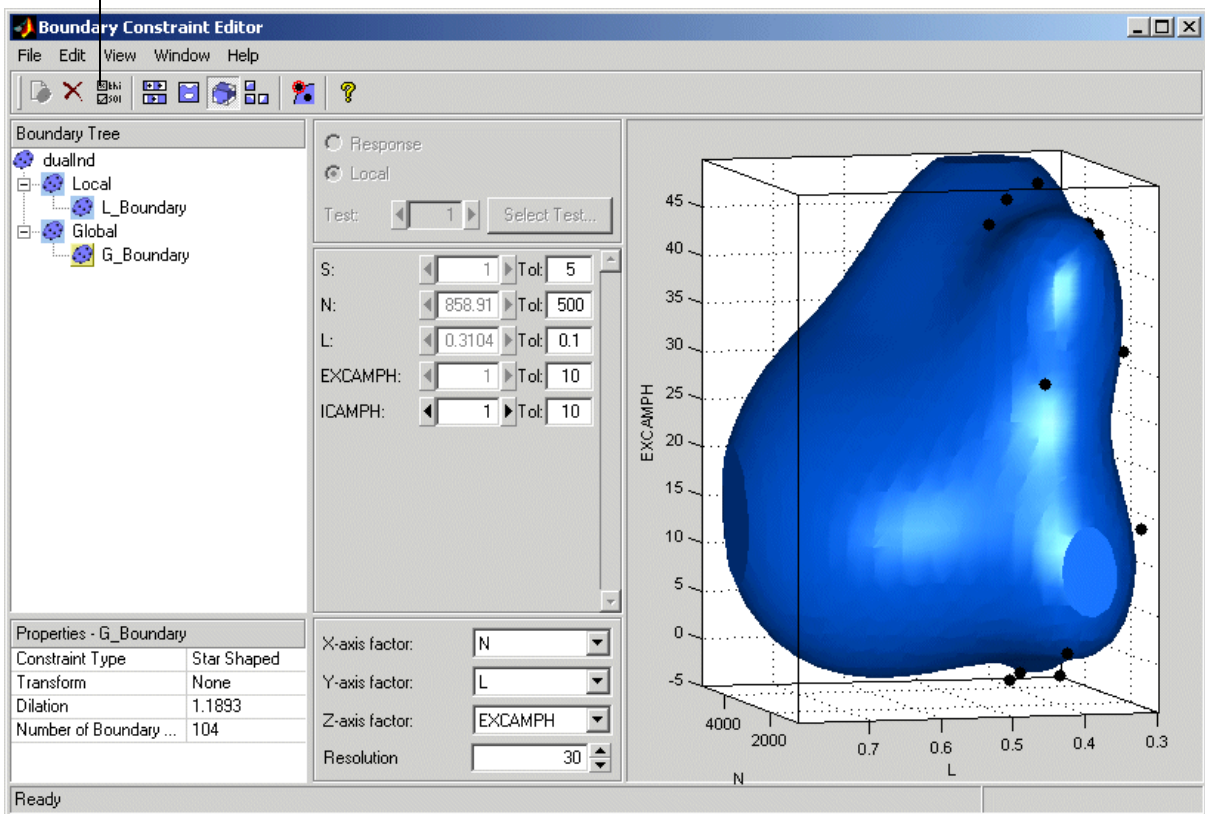 Boundary Constraint Editor
File Edit View Window Help
Boundary Tree
dualInd
Local
L_Boundary
Global
G_Boundary
Response
Local
Test: 1 Select Test...
S: 1 Tol: 5
N: 858.91 Tol: 500
L: 0.3104 Tol: 0.1
EXCAMPH: 1 Tol: 10
ICAMPH: 1 Tol: 10
Properties - G_Boundary
Constraint Type Star Shaped
Transform None
Dilation 1.1893
Number of Boundary ... 104
X-axis factor: N
Y-axis factor: L
Z-axis factor: EXCAMPH
Resolution 30
45
40
35
30
25
20
15
10
5
0
-5
EXCAMPH
4000
2000
N
0.7
0.6
0.5
0.4
0.3
L
Ready